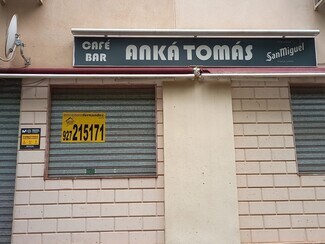 CAFÉ
BAR
ANKÁ TOMÁS
SanMiguel
927 215171